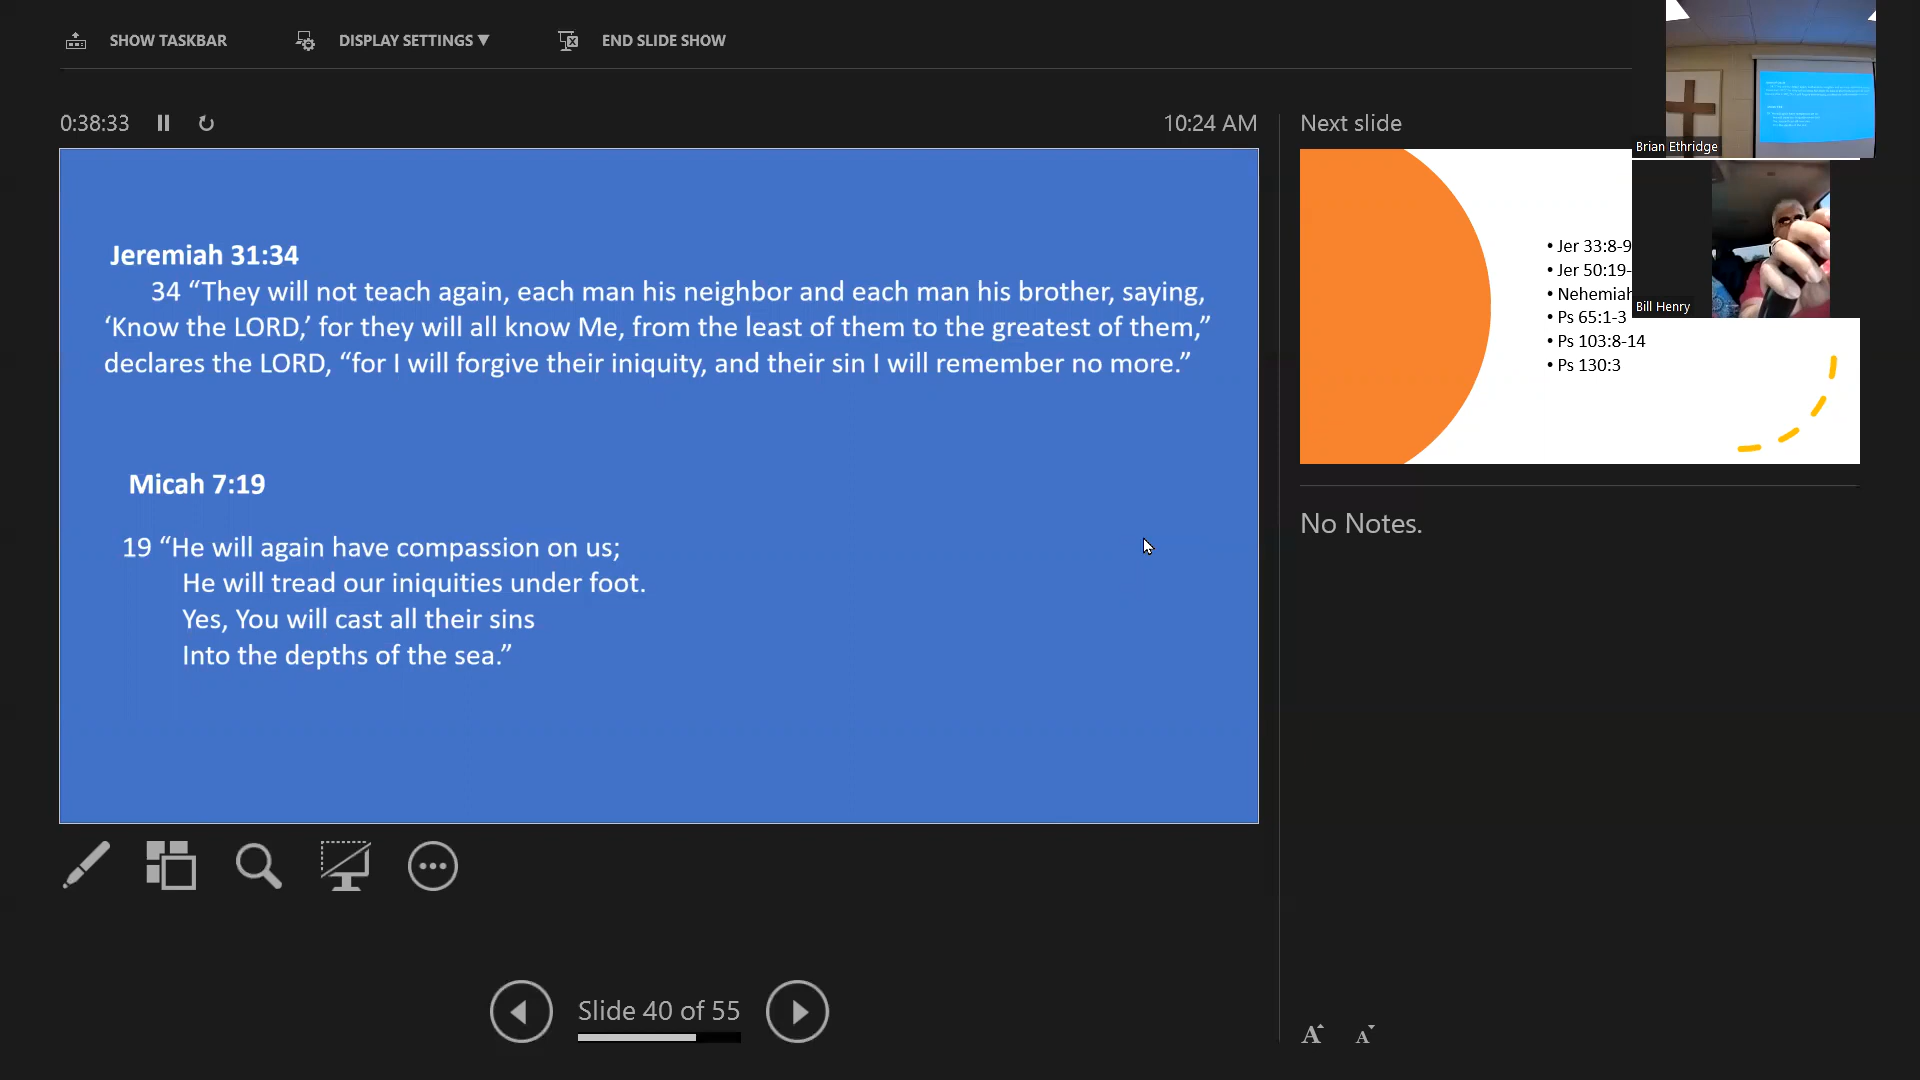 SHOW TASKBAR
DISPLAY SETTINGS ▼
END SLIDE SHOW
0:38:33
10:24 AM
Next slide
Jeremiah 31:34
34 “They will not teach again, each man his neighbor and each man his brother, saying,
‘Know the LORD,’ for they will all know Me, from the least of them to the greatest of them,”
declares the LORD, “for I will forgive their iniquity, and their sin I will remember no more.”
Micah 7:19
19 “He will again have compassion on us;
He will tread our iniquities under foot.
Yes, You will cast all their sins
Into the depths of the sea.”
Slide 40 of 55
• Jer 33:8-9
• Jer 50:19-
• Nehemiah
• Ps 65:1-3
• Ps 103:8-14
• Ps 130:3
Brian Ethridge
Bill Henry
No Notes.
A A